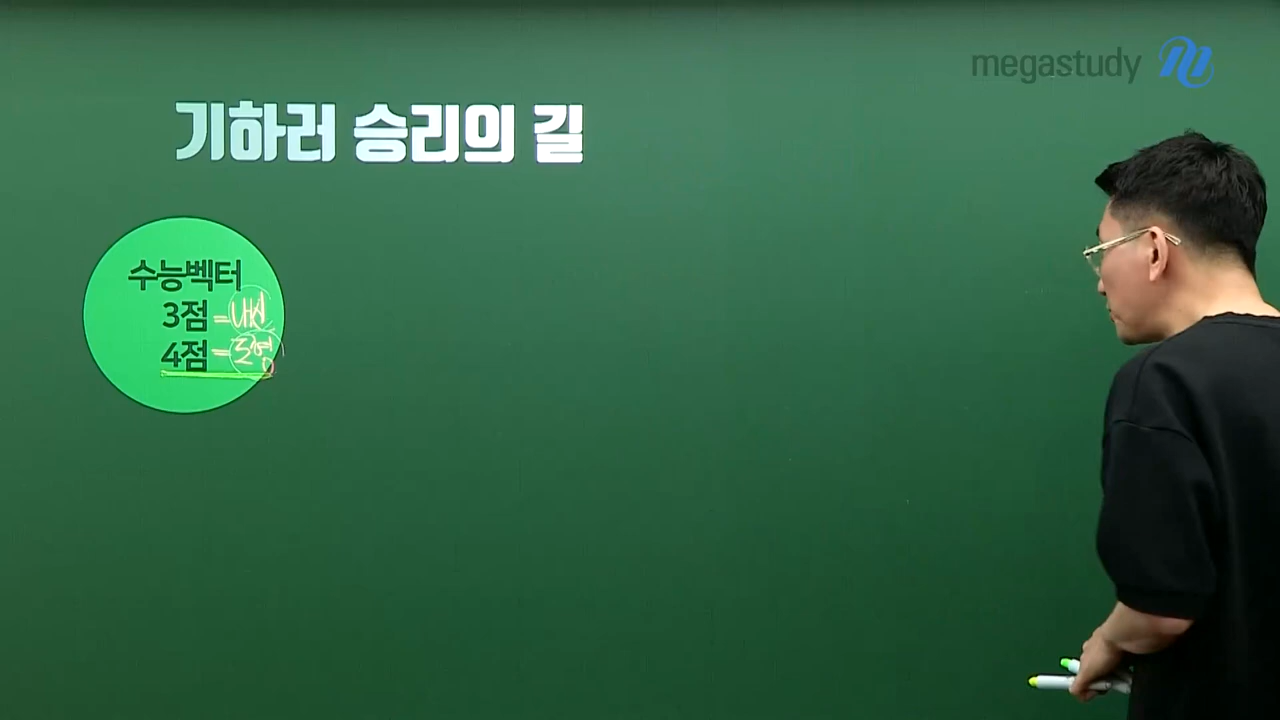 megastudy
기하러 승리의 길
수능벡터
3점 = 내신
4점 = 도형